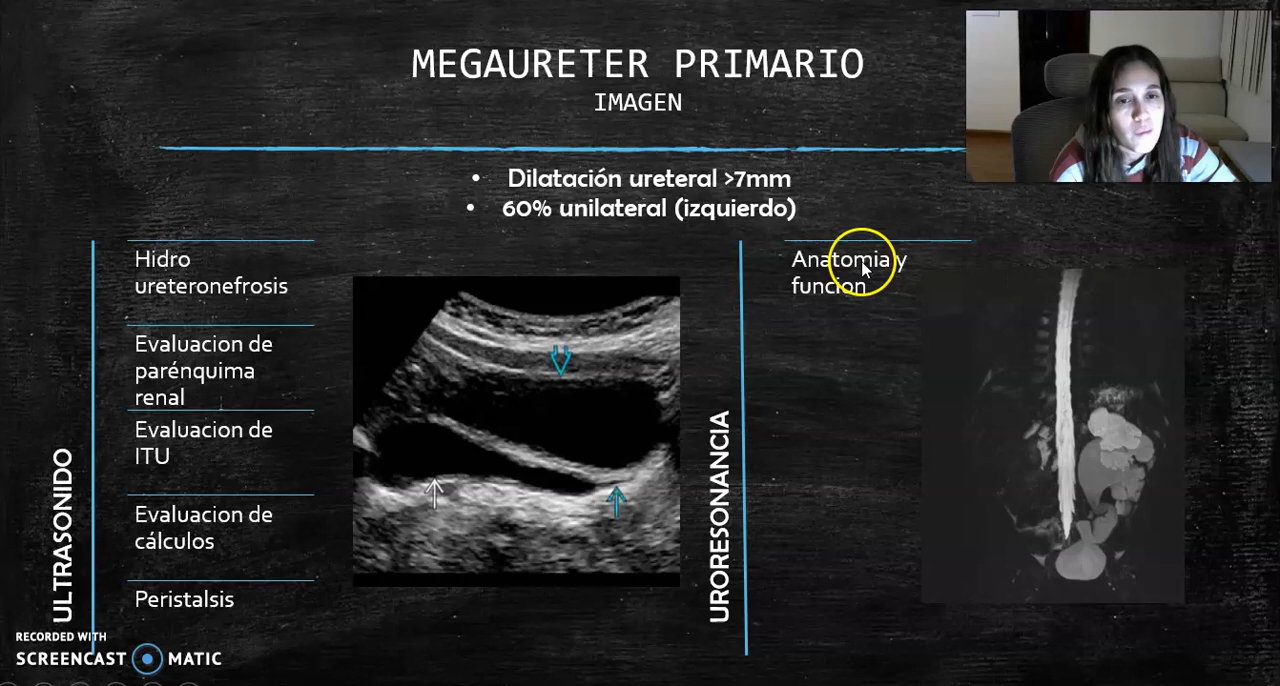 MEGAURETER PRIMARIO
IMAGEN
• Dilatación ureteral >7mm
• 60% unilateral (izquierdo)
ULTRASONIDO
Hidro
ureteronefrosis
Evaluacion de
parénquima
renal
Evaluacion de
ITU
Evaluacion de
cálculos
Peristalsis
URORESONANCIA
Anatomia y
funcion
RECORDED WITH
SCREENCAST MATIC